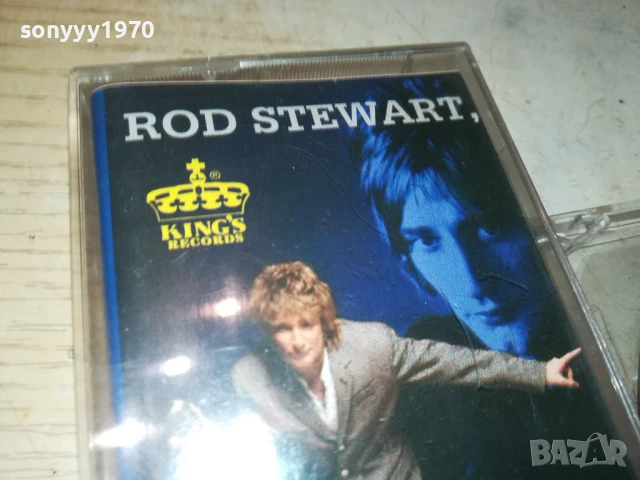 sonyyy1970
ROD STEWART,
®
KING'S
RECORDS
BAZAR